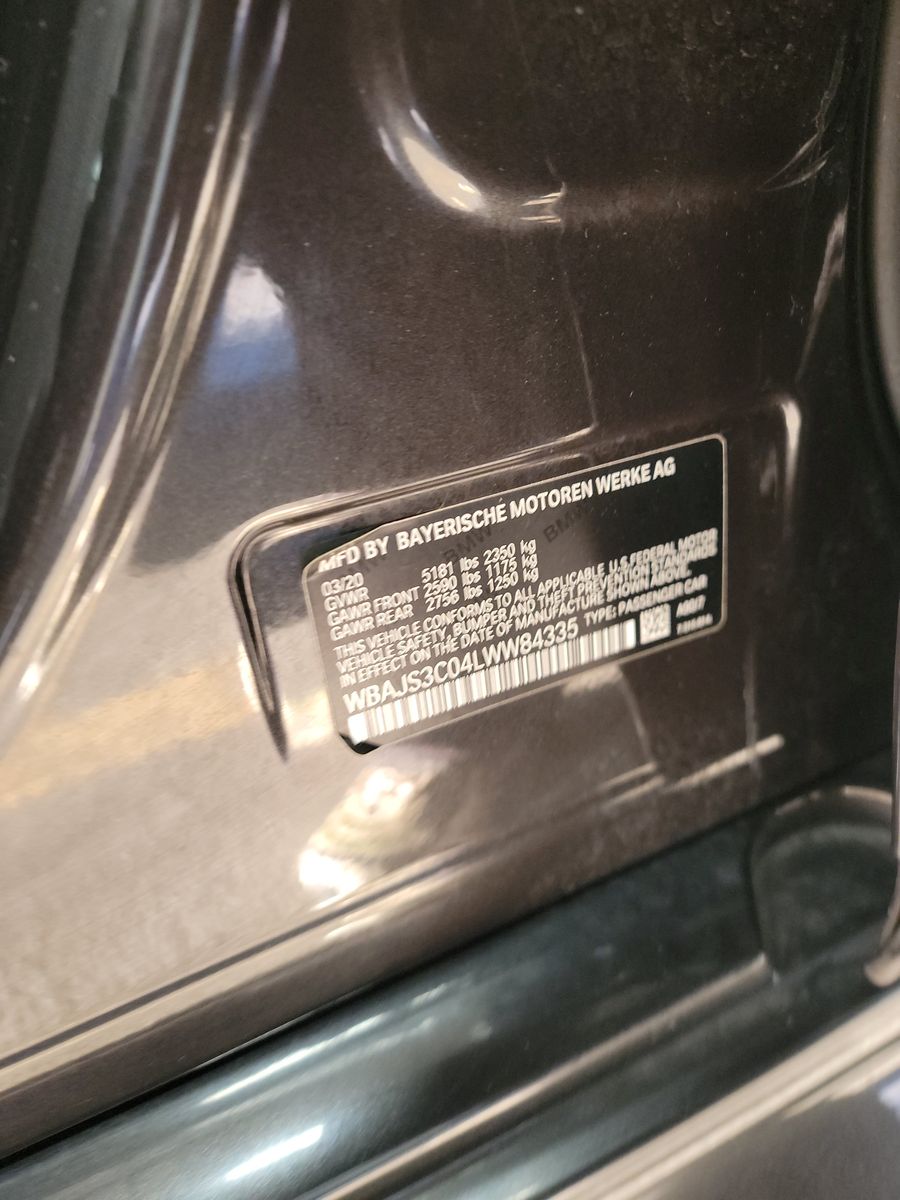 MFD BY BAYERISCHE MOTOREN WERKE AG
03/20
GVWR 5181 lbs 2350 kg
GAWR FRONT 2590 lbs 1175 kg
GAWR REAR 2756 lbs 1250 kg
THIS VEHICLE CONFORMS TO ALL APPLICABLE U.S FEDERAL MOTOR
VEHICLE SAFETY, BUMPER AND THEFT PREVENTION STANDARDS
IN EFFECT ON THE DATE OF MANUFACTURE SHOWN ABOVE.
WBAJS3C04LWW84335 TYPE: PASSENGER CAR